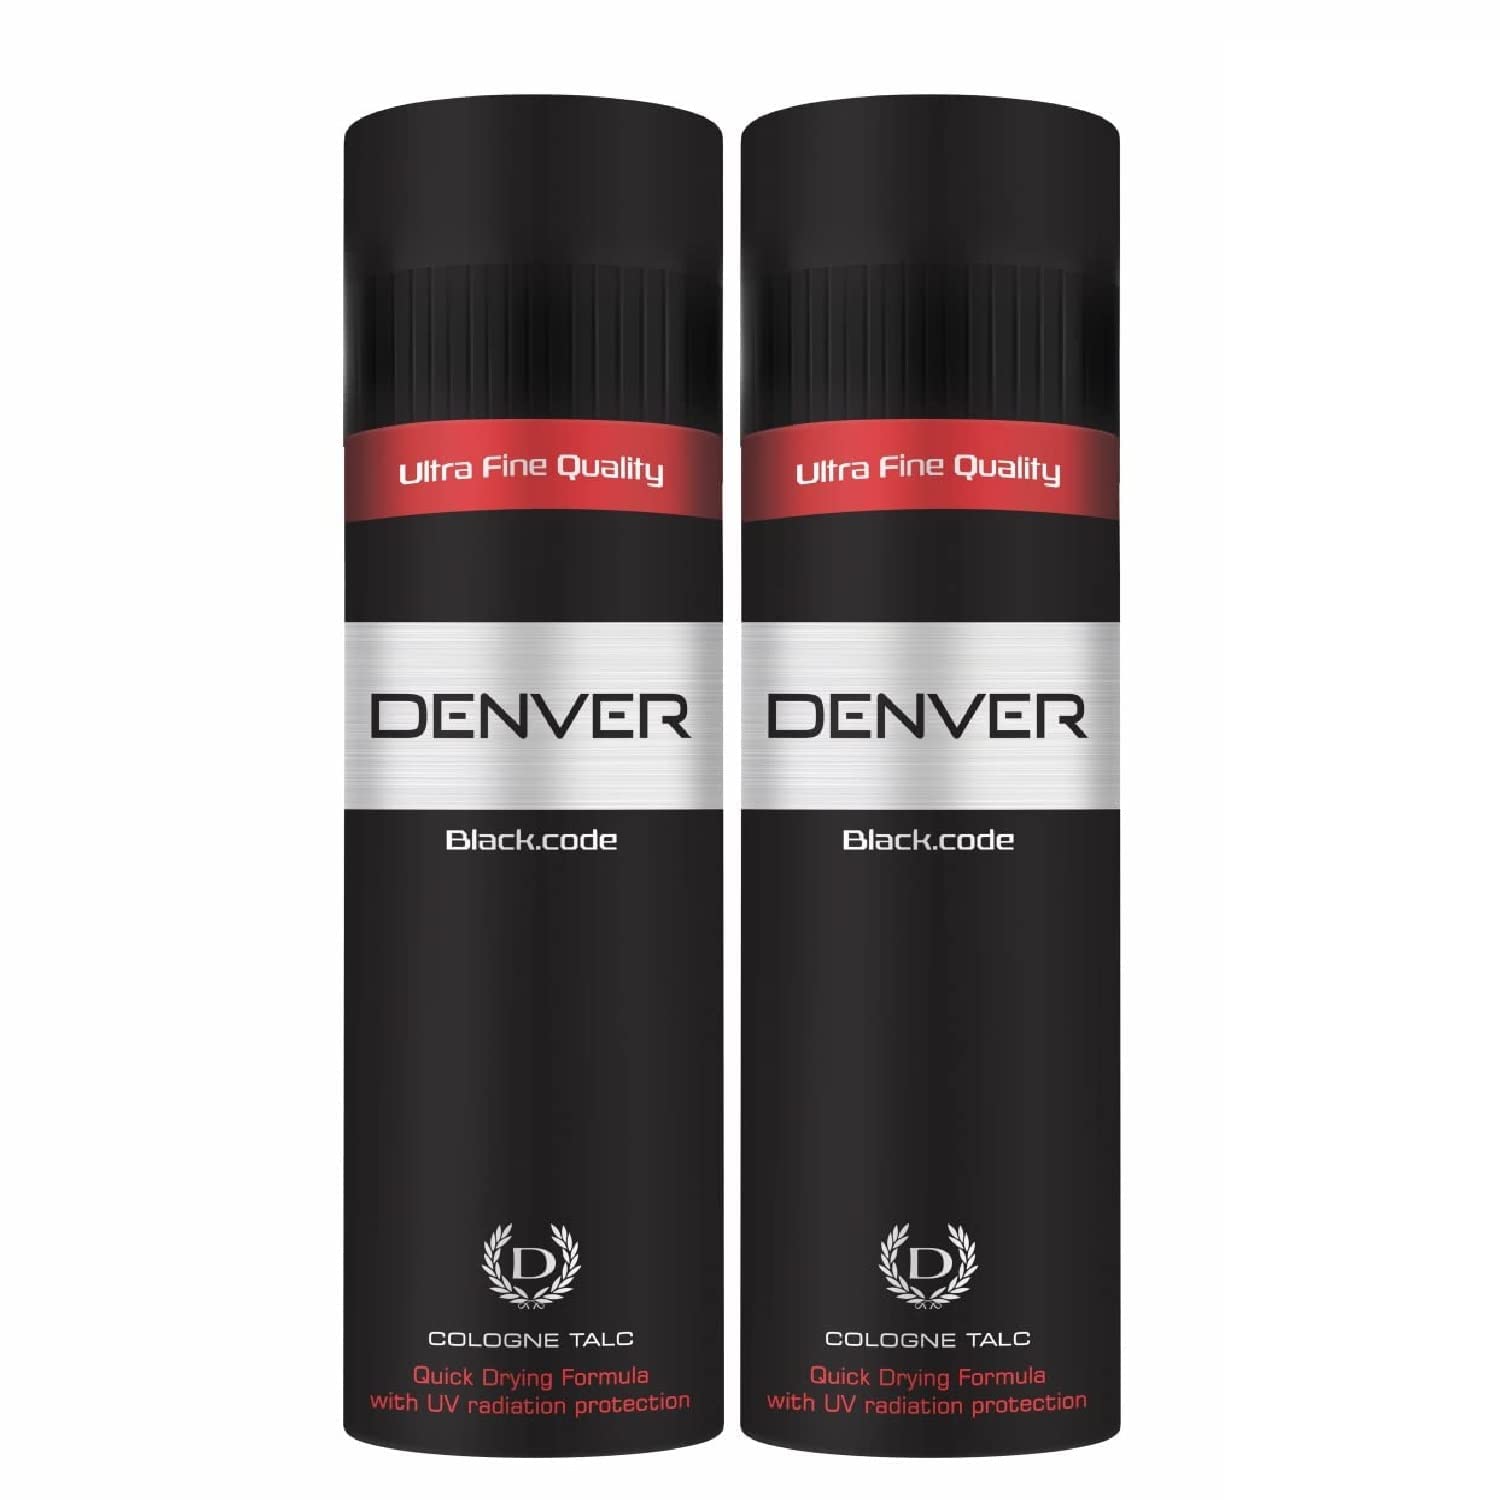 Ultra Fine Quality
DENVER
Black.code
D
COLOGNE TALC
Quick Drying Formula
with UV radiation protection
Ultra Fine Quality
DENVER
Black.code
D
COLOGNE TALC
Quick Drying Formula
with UV radiation protection